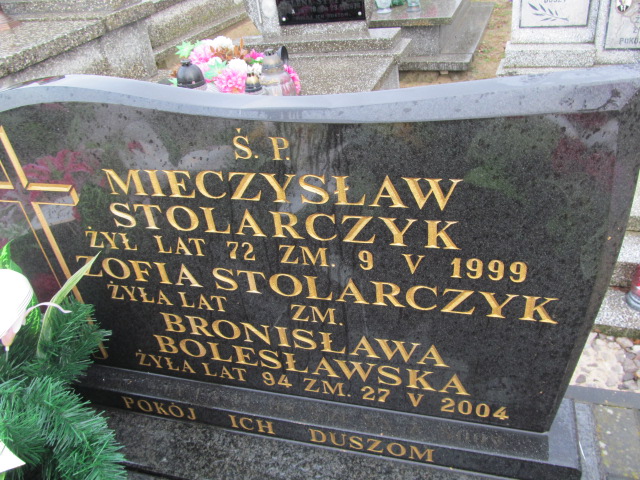 Ś. P.
MIECZYSŁAW
STOLARCZYK
ŻYŁ LAT 72 ZM. 9 V 1999
ZOFIA STOLARCZYK
ŻYŁA LAT ZM.
BRONISŁAWA
BOLESŁAWSKA
ŻYŁA LAT 94 ZM. 27 V 2004
POKÓJ ICH DUSZOM